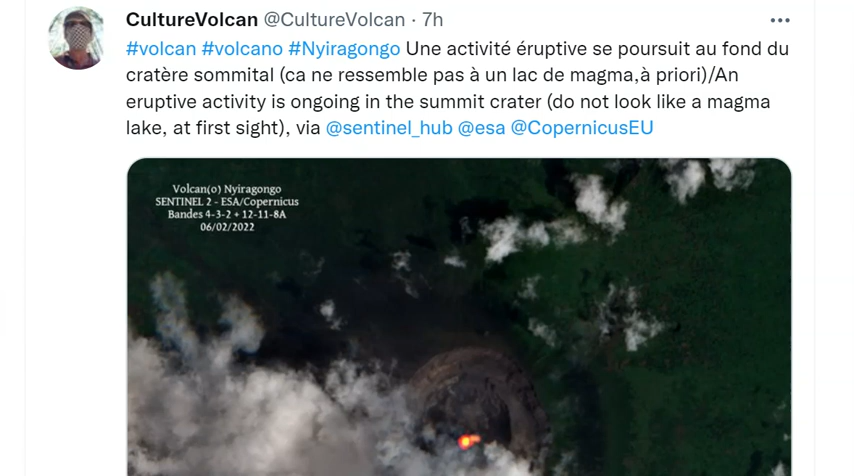 CultureVolcan @CultureVolcan · 7h
#volcan #volcano #Nyiragongo Une activité éruptive se poursuit au fond du
cratère sommital (ca ne ressemble pas à un lac de magma,à priori)/An
eruptive activity is ongoing in the summit crater (do not look like a magma
lake, at first sight), via @sentinel_hub @esa @CopernicusEU
Volcan(o) Nyiragongo
SENTINEL 2 - ESA/Copernicus
Bandes 4-3-2 + 12-11-8A
06/02/2022